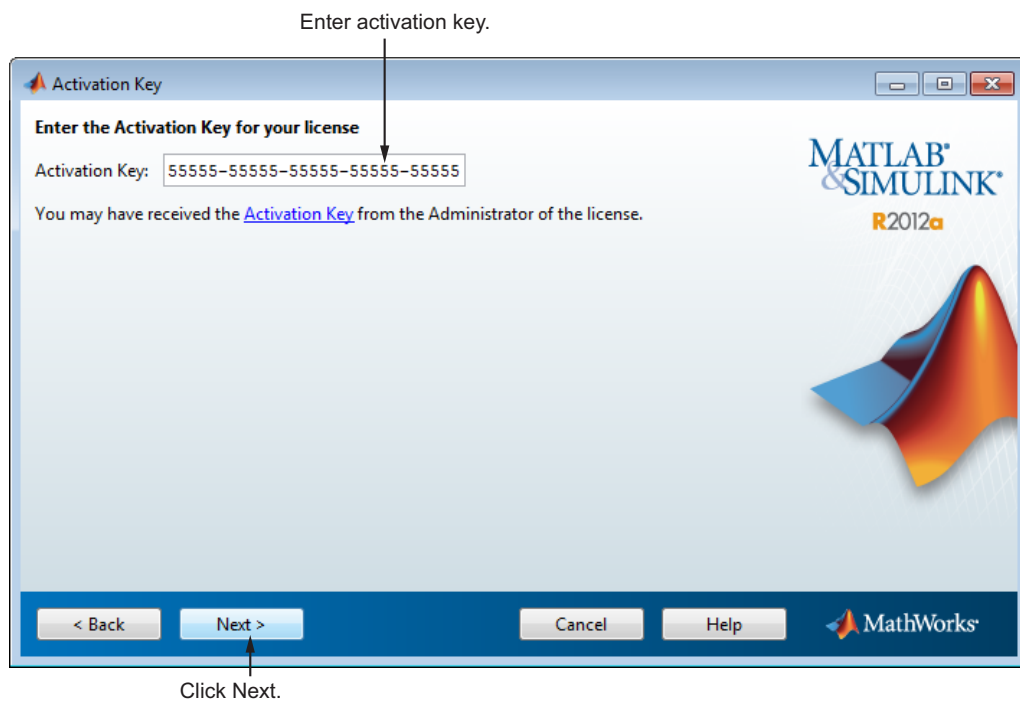 Enter activation key.
Activation Key
Enter the Activation Key for your license
Activation Key: 55555-55555-55555-55555-55555
You may have received the Activation Key from the Administrator of the license.
MATLAB®
&SIMULINK®
R2012a
< Back
Next >
Cancel
Help
MathWorks®
Click Next.